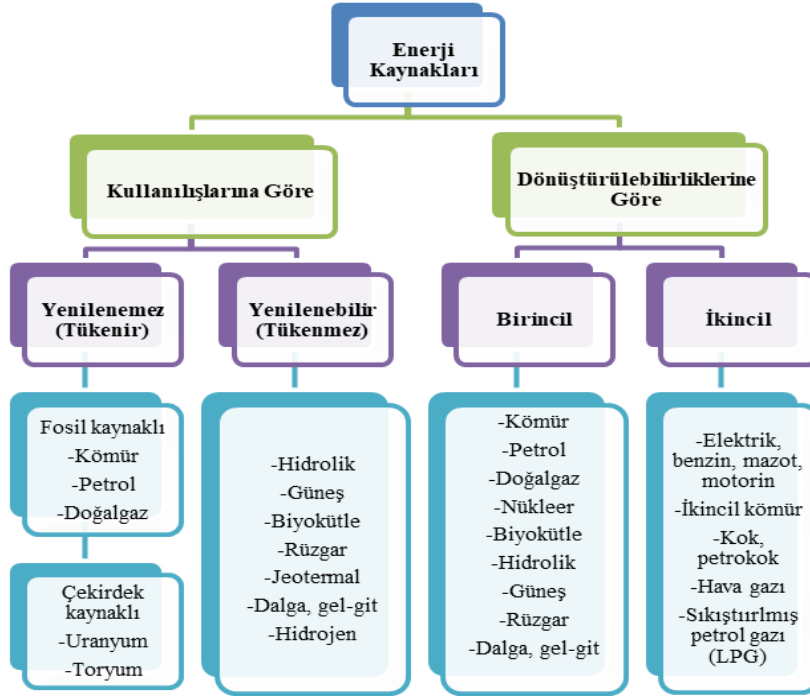 Enerji
Kaynakları
Kullanılışlarına Göre
Dönüştürülebilirliklerine
Göre
Yenilenemez
(Tükenir)
Yenilenebilir
(Tükenmez)
Birincil
İkincil
Fosil kaynaklı
-Kömür
-Petrol
-Doğalgaz
Çekirdek
kaynaklı
-Uranyum
-Toryum
-Hidrolik
-Güneş
-Biyokütle
-Rüzgar
-Jeotermal
-Dalga, gel-git
-Hidrojen
-Kömür
-Petrol
-Doğalgaz
-Nükleer
-Biyokütle
-Hidrolik
-Güneş
-Rüzgar
-Dalga, gel-git
-Elektrik,
benzin, mazot,
motorin
-İkincil kömür
-Kok,
petrokok
-Hava gazı
-Sıkıştıırlmış
petrol gazı
(LPG)